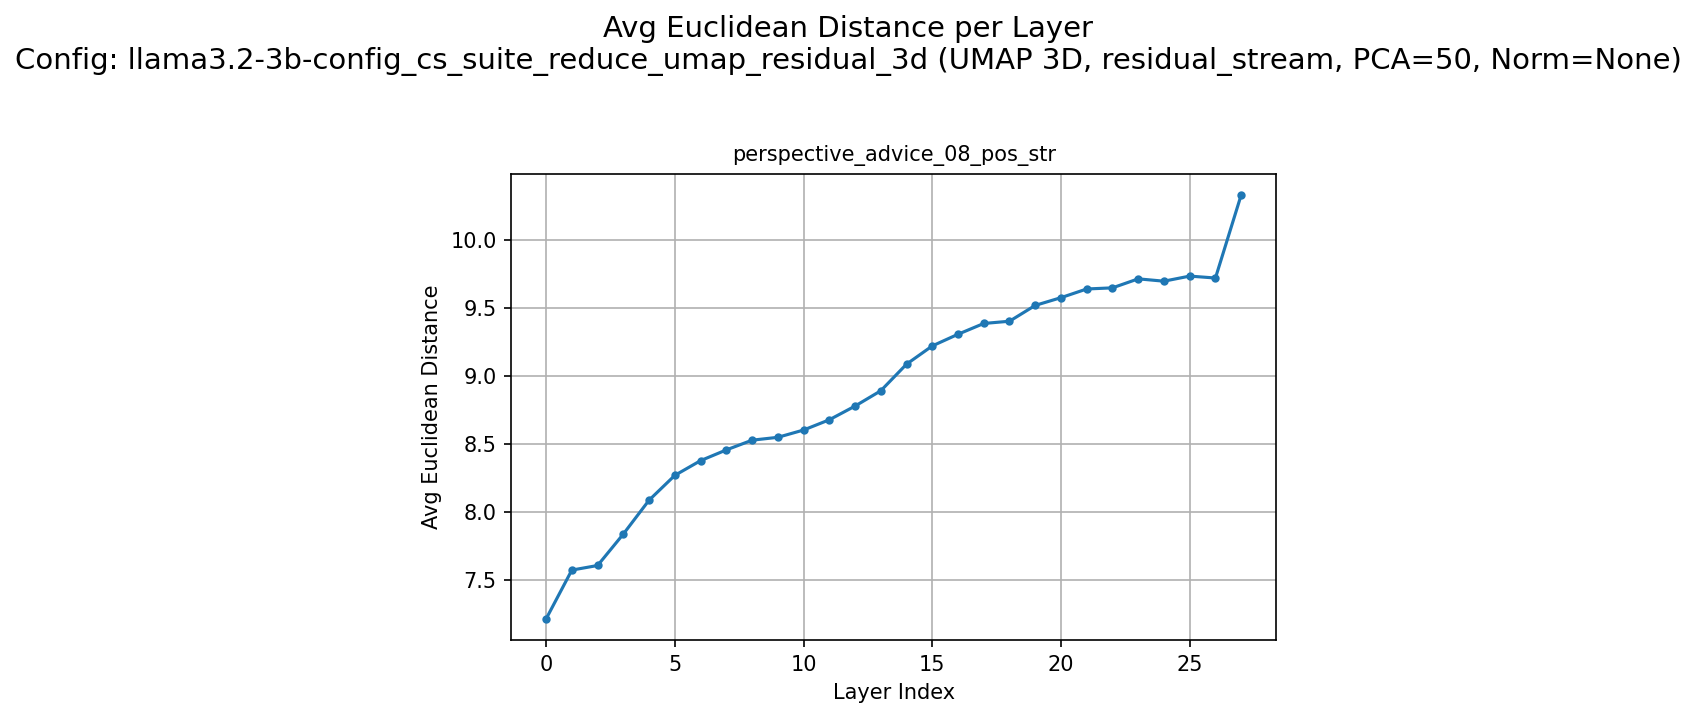 Avg Euclidean Distance per Layer
Config: llama3.2-3b-config_cs_suite_reduce_umap_residual_3d (UMAP 3D, residual_stream, PCA=50, Norm=None)
perspective_advice_08_pos_str
Avg Euclidean Distance
10.0
9.5
9.0
8.5
8.0
7.5
0 5 10 15 20 25
Layer Index